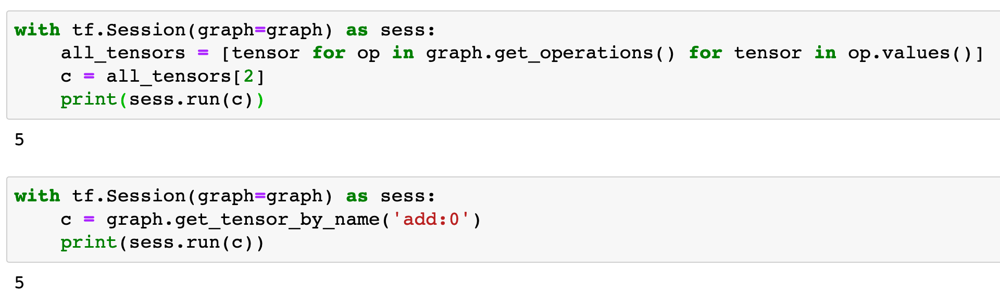 with tf.Session(graph=graph) as sess:
    all_tensors = [tensor for op in graph.get_operations() for tensor in op.values()]
    c = all_tensors[2]
    print(sess.run(c))
5
with tf.Session(graph=graph) as sess:
    c = graph.get_tensor_by_name('add:0')
    print(sess.run(c))
5